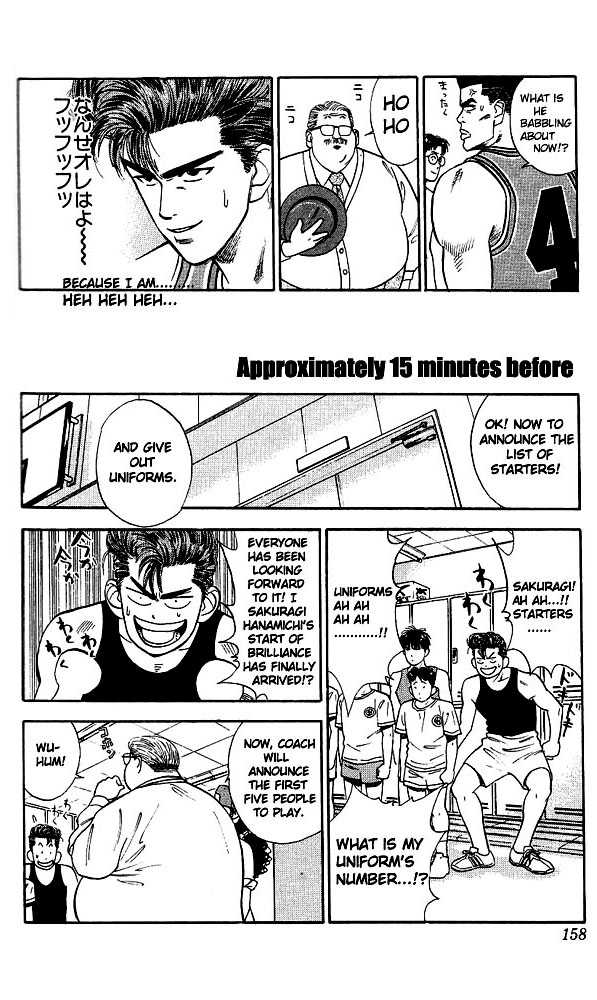 WHAT IS
HE
BABBLING
ABOUT
NOW!?
まったく
HO
HO
ニコ
ニコ
なんせオレはよ〜〜
フッフッフッ
BECAUSE I AM.........
HEH HEH HEH...
Approximately 15 minutes before
OK! NOW TO
ANNOUNCE THE
LIST OF
STARTERS!
AND GIVE
OUT
UNIFORMS.
SAKURAGI!
AH AH...!!
STARTERS
......
わくわく
UNIFORMS
AH AH
AH AH
............!!
WHAT IS MY
UNIFORM'S
NUMBER...!?
EVERYONE
HAS BEEN
LOOKING
FORWARD
TO IT! I
SAKURAGI
HANAMICHI'S
START OF
BRILLIANCE
HAS FINALLY
ARRIVED!?
今か
今か
わく
わく
NOW, COACH
WILL
ANNOUNCE
THE FIRST
FIVE PEOPLE
TO PLAY.
WU-
HUM!
4
158